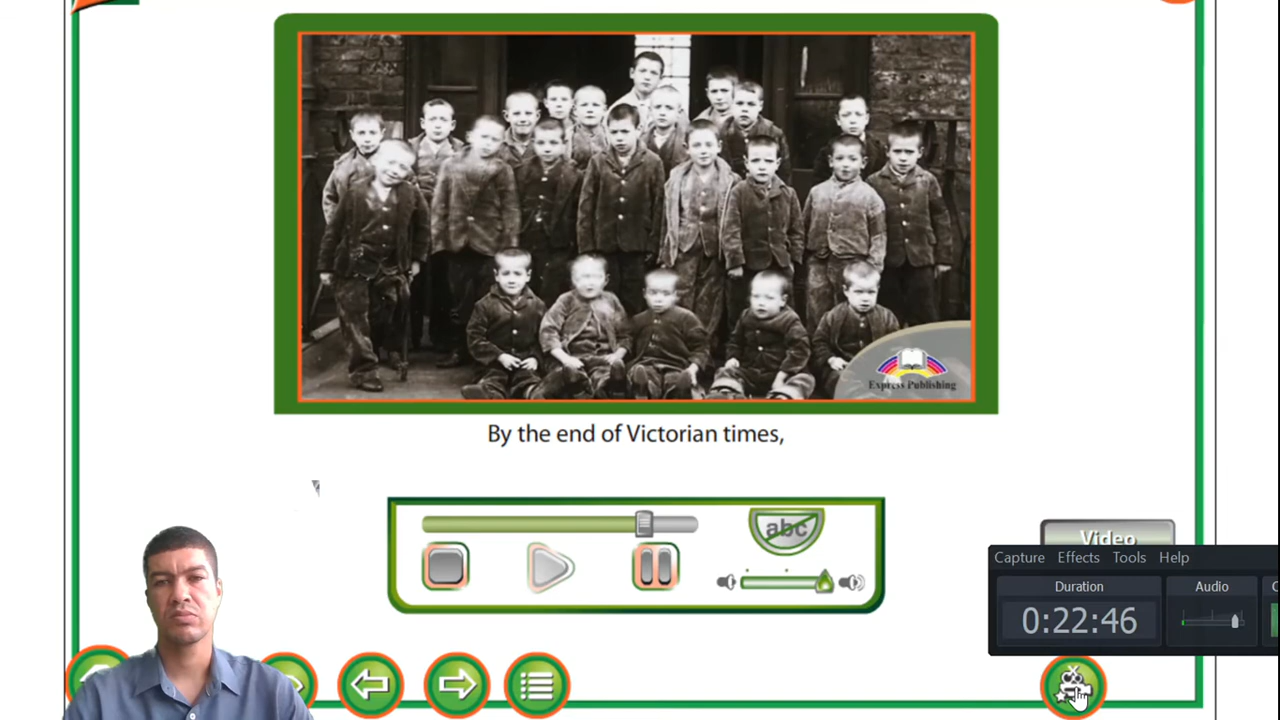 Express Publishing
By the end of Victorian times,
abc
Video
Capture Effects Tools Help
Duration
Audio
0:22:46